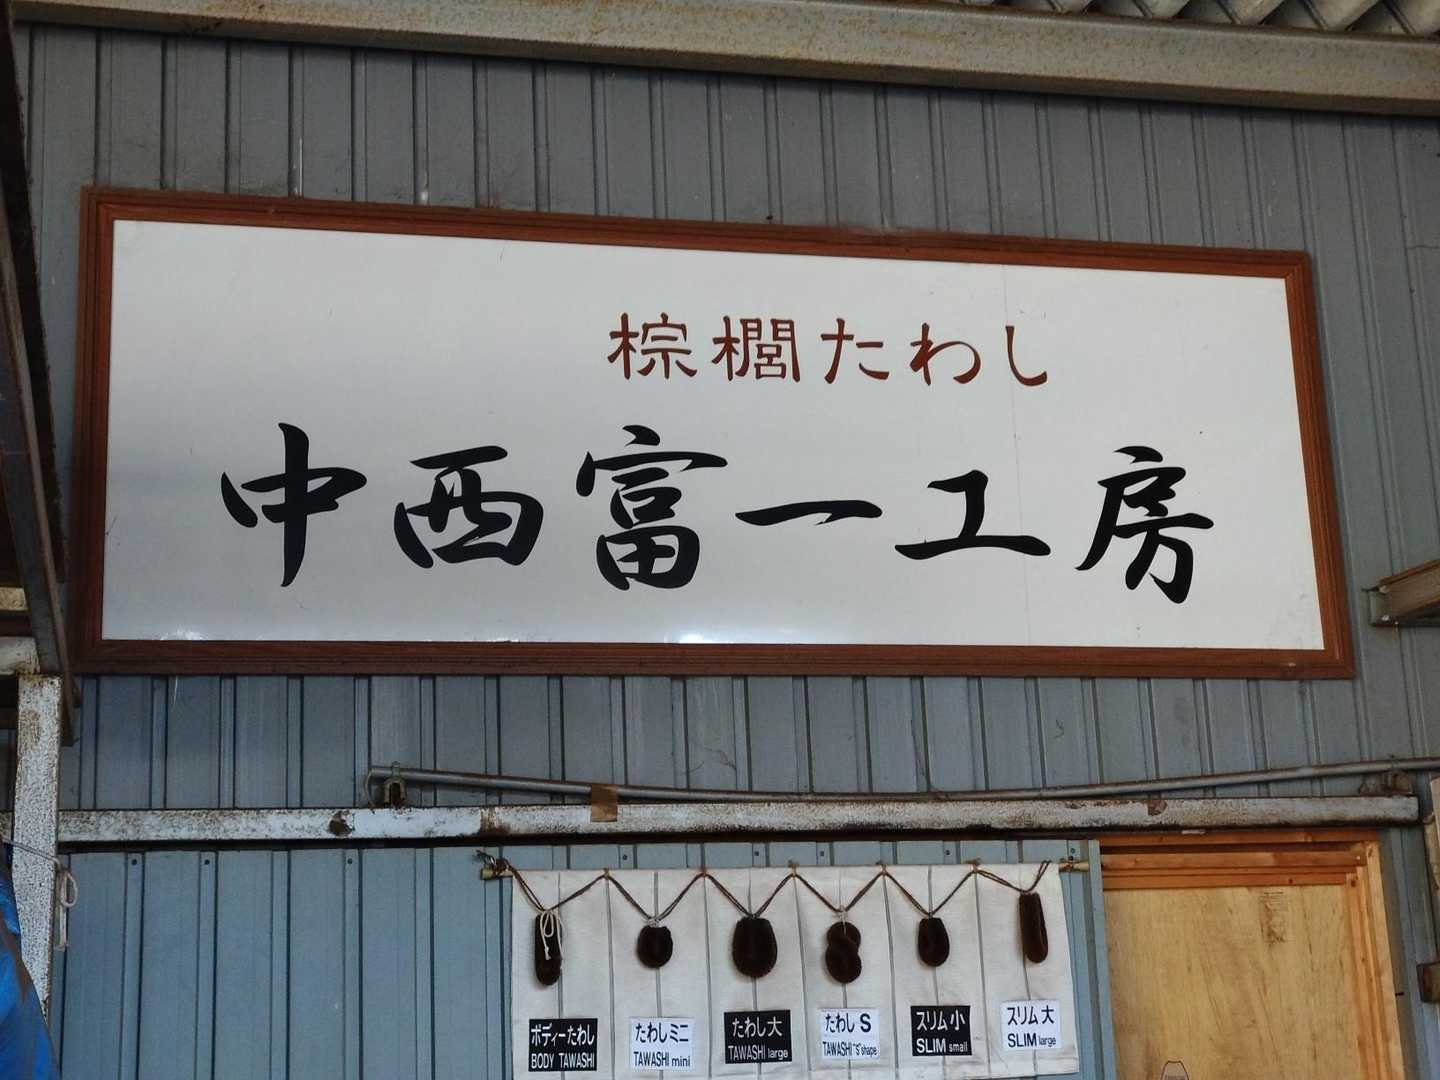 棕櫚たわし
中西富一工房
ボディーたわし
BODY TAWASHI
たわしミニ
TAWASHI mini
たわし大
TAWASHI large
たわし S
TAWASHI "S" shape
スリム 小
SLIM small
スリム 大
SLIM large